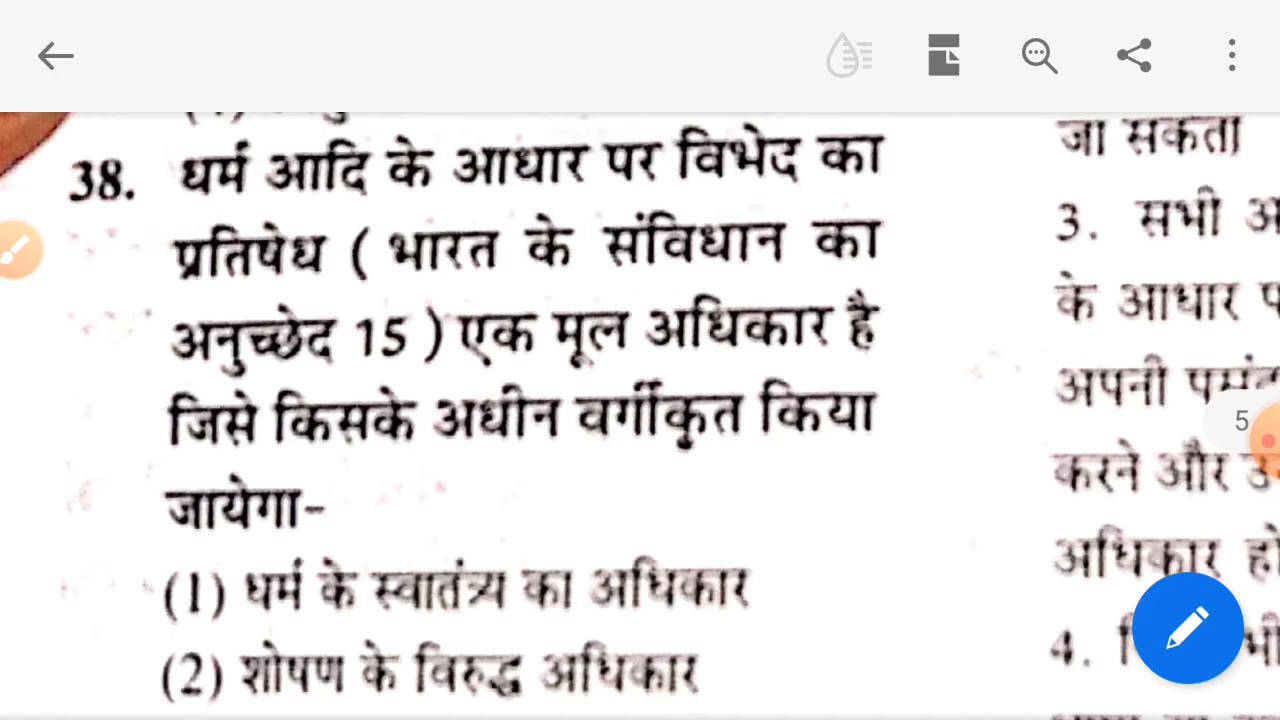 38. धर्म आदि के आधार पर विभेद का
प्रतिषेध ( भारत के संविधान का
अनुच्छेद 15 ) एक मूल अधिकार है
जिसे किसके अधीन वर्गीकृत किया
जायेगा-
(1) धर्म के स्वातंत्र्य का अधिकार
(2) शोषण के विरुद्ध अधिकार
जा सकता
3. सभी अ
के आधार प
अपनी
करने और उ
अधिकार हो
4.
5